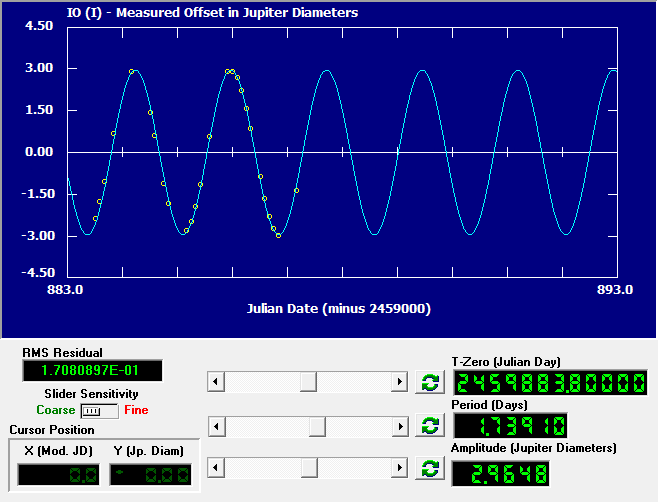 IO (I) - Measured Offset in Jupiter Diameters
4.50
3.00
1.50
0.00
-1.50
-3.00
-4.50
883.0 893.0
Julian Date (minus 2459000)
RMS Residual
1.7080897E-01
Slider Sensitivity
Coarse Fine
Cursor Position
X (Mod. JD) Y (Jp. Diam)
0.0 - 0.00
T-Zero (Julian Day)
2459883.80000
Period (Days)
1.73910
Amplitude (Jupiter Diameters)
2.9648